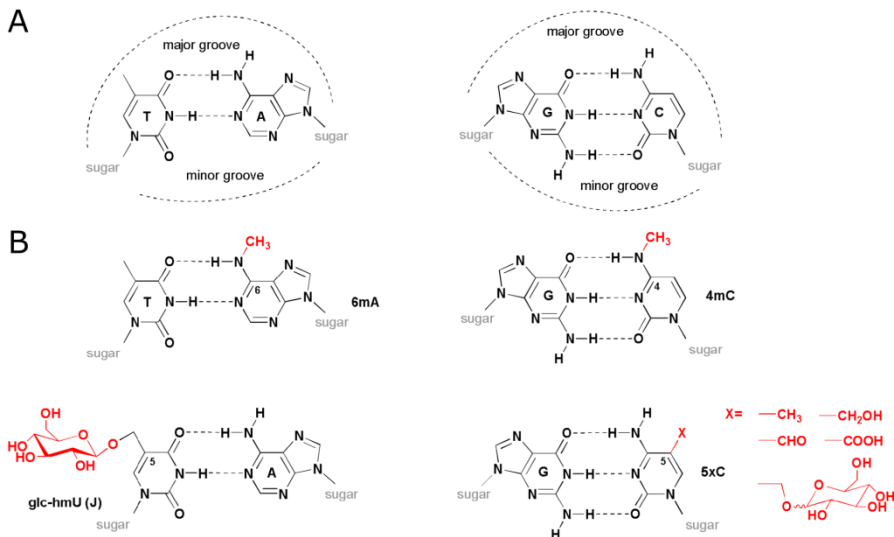 A
major groove
H
O H N N
T N H N A
N O N N
sugar
sugar
minor groove
major groove
H
N O H N
N G N H N C
N N H O N
H
sugar
sugar
minor groove
B
CH3
O H N N
6
T N H N
N O N N
sugar
sugar
6mA
CH3
N O H N
4
N G N H N
N N H O N
H
sugar
sugar
4mC
OH
HO O O
HO OH
H
O H N N
5
N H N A
N O N N
sugar
sugar
glc-hmU (J)
H
X
N O H N
5
N G N H N
N N H O N
H
sugar
sugar
5xC
X= CH3 CH2OH
CHO COOH
OH
O
O OH
HO OH